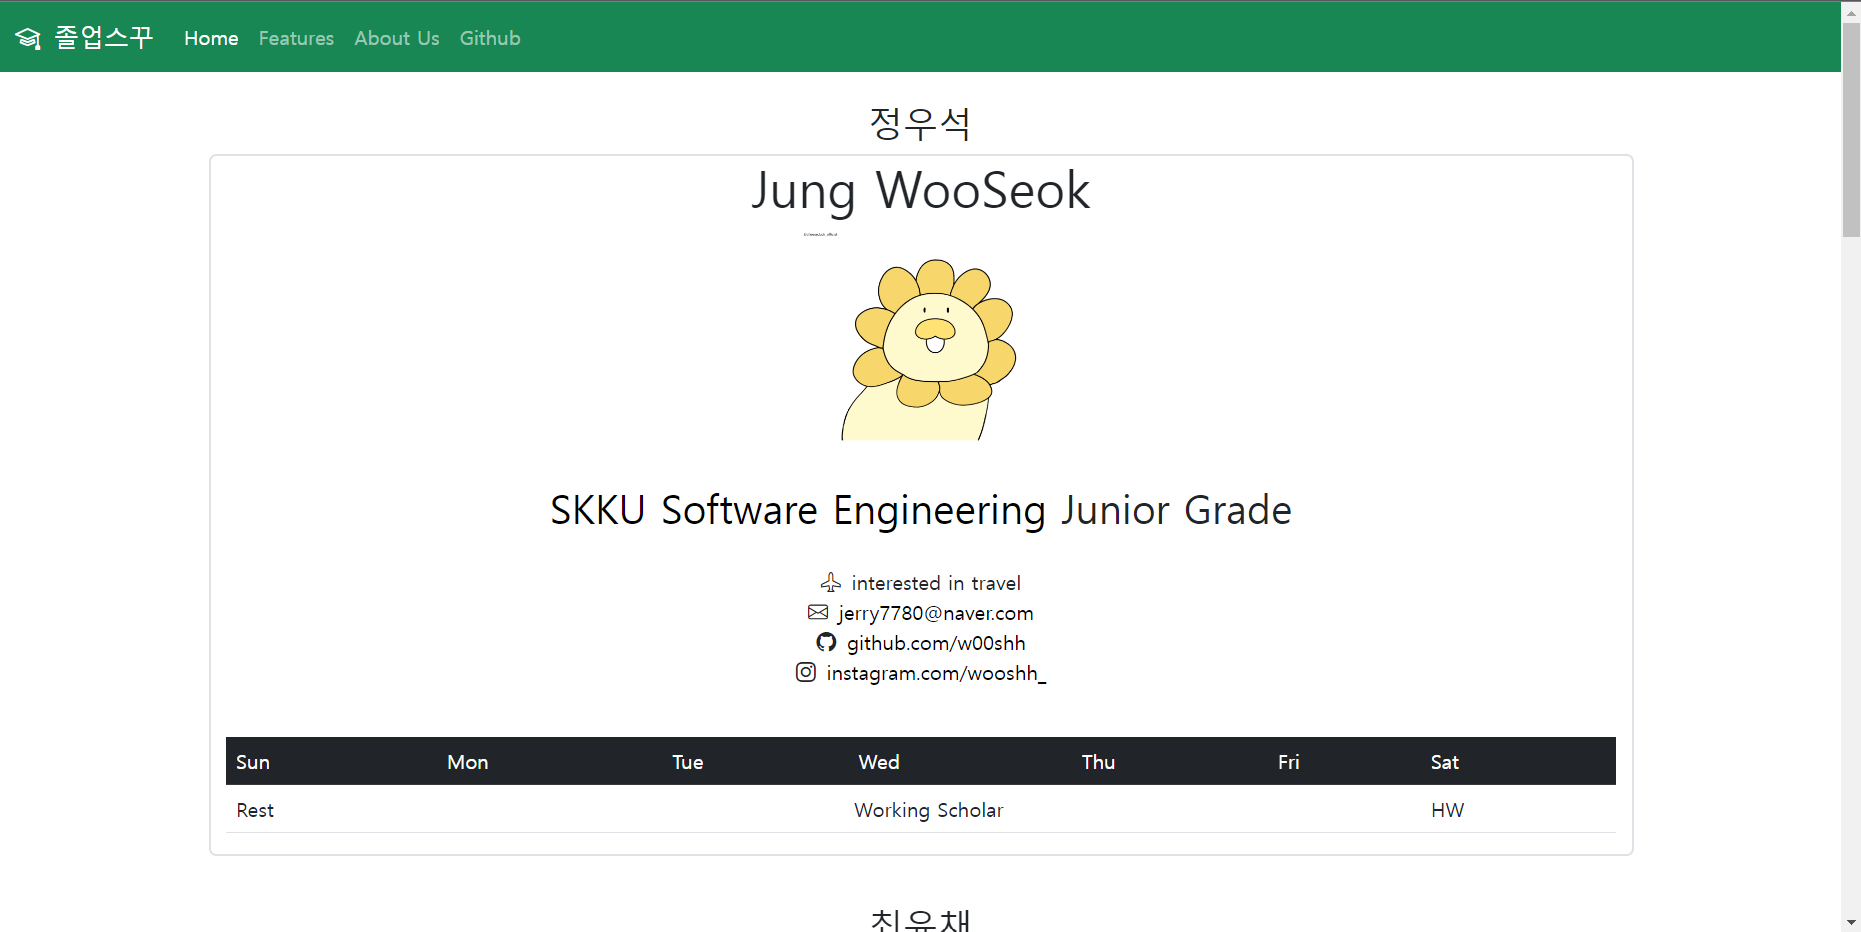 졸업스꾸 Home Features About Us Github
정우석
Jung WooSeok
SKKU Software Engineering Junior Grade
interested in travel
jerry7780@naver.com
github.com/w00shh
instagram.com/wooshh_
Sun Mon Tue Wed Thu Fri Sat
Rest Working Scholar HW
최유채